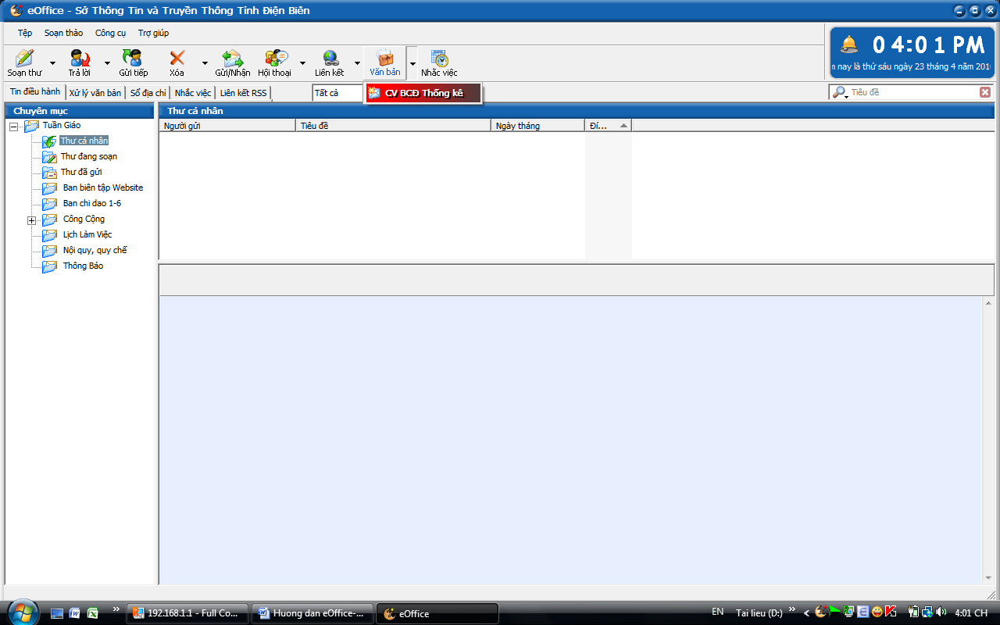 eOffice - Sở Thông Tin và Truyền Thông Tỉnh Điện Biên
Tệp Soạn thảo Công cụ Trợ giúp
04:01 PM
nay là thứ sáu ngày 23 tháng 4 năm
Soạn thư Trả lời Gửi tiếp Xóa Gửi/Nhận Hội thoại Liên kết Văn bản Nhắc việc
Tin điều hành Xử lý văn bản Sổ địa chỉ Nhắc việc Liên kết RSS Tất cả CV BCĐ Thống kê Tiêu đề
Chuyên mục
Tuần Giáo
Thư cá nhân
Thư đang soạn
Thư đã gửi
Ban biên tập Website
Ban chi dao 1-6
Công Cộng
Lịch Làm Việc
Nội quy, quy chế
Thông Báo
Thư cá nhân
Người gửi Tiêu đề Ngày tháng Đí...
192.168.1.1 - Full Co... Huong dan eOffice-... eOffice EN Tai lieu (D:) 4:01 CH